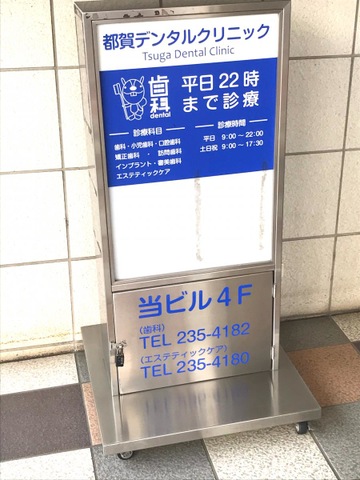 都賀デンタルクリニック
Tsuga Dental Clinic
歯科
dental
平日22時
まで診療
診療科目
歯科・小児歯科・口腔歯科
矯正歯科・訪問歯科
インプラント・審美歯科
エステティックケア
診療時間
平日 9:00〜22:00
土日祝 9:00〜17:30
当ビル4F
(歯科)
TEL 235-4182
(エステティックケア)
TEL 235-4180